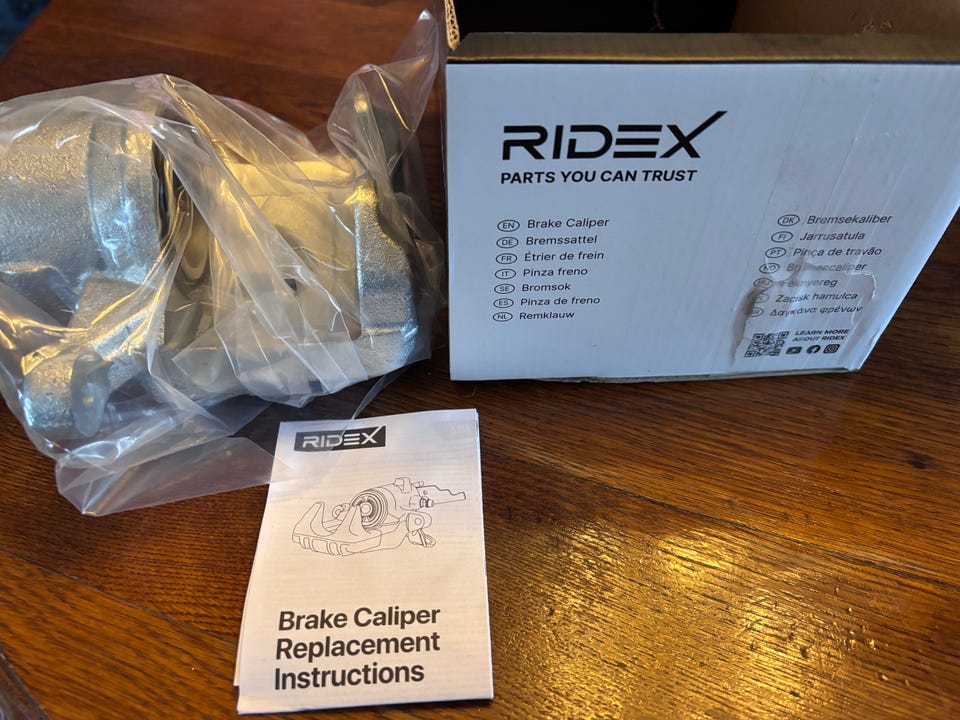 RIDEX
PARTS YOU CAN TRUST
EN Brake Caliper
DE Bremssattel
FR Étrier de frein
IT Pinza freno
SE Bromsok
ES Pinza de freno
NL Remklauw
DK Bremsekaliber
FI Jarrusatula
PT Pinça de travão
NO
Zacisk hamulca
Δαγκάνα φρένων
LEARN MORE
ABOUT RIDEX
RIDEX
Brake Caliper
Replacement
Instructions